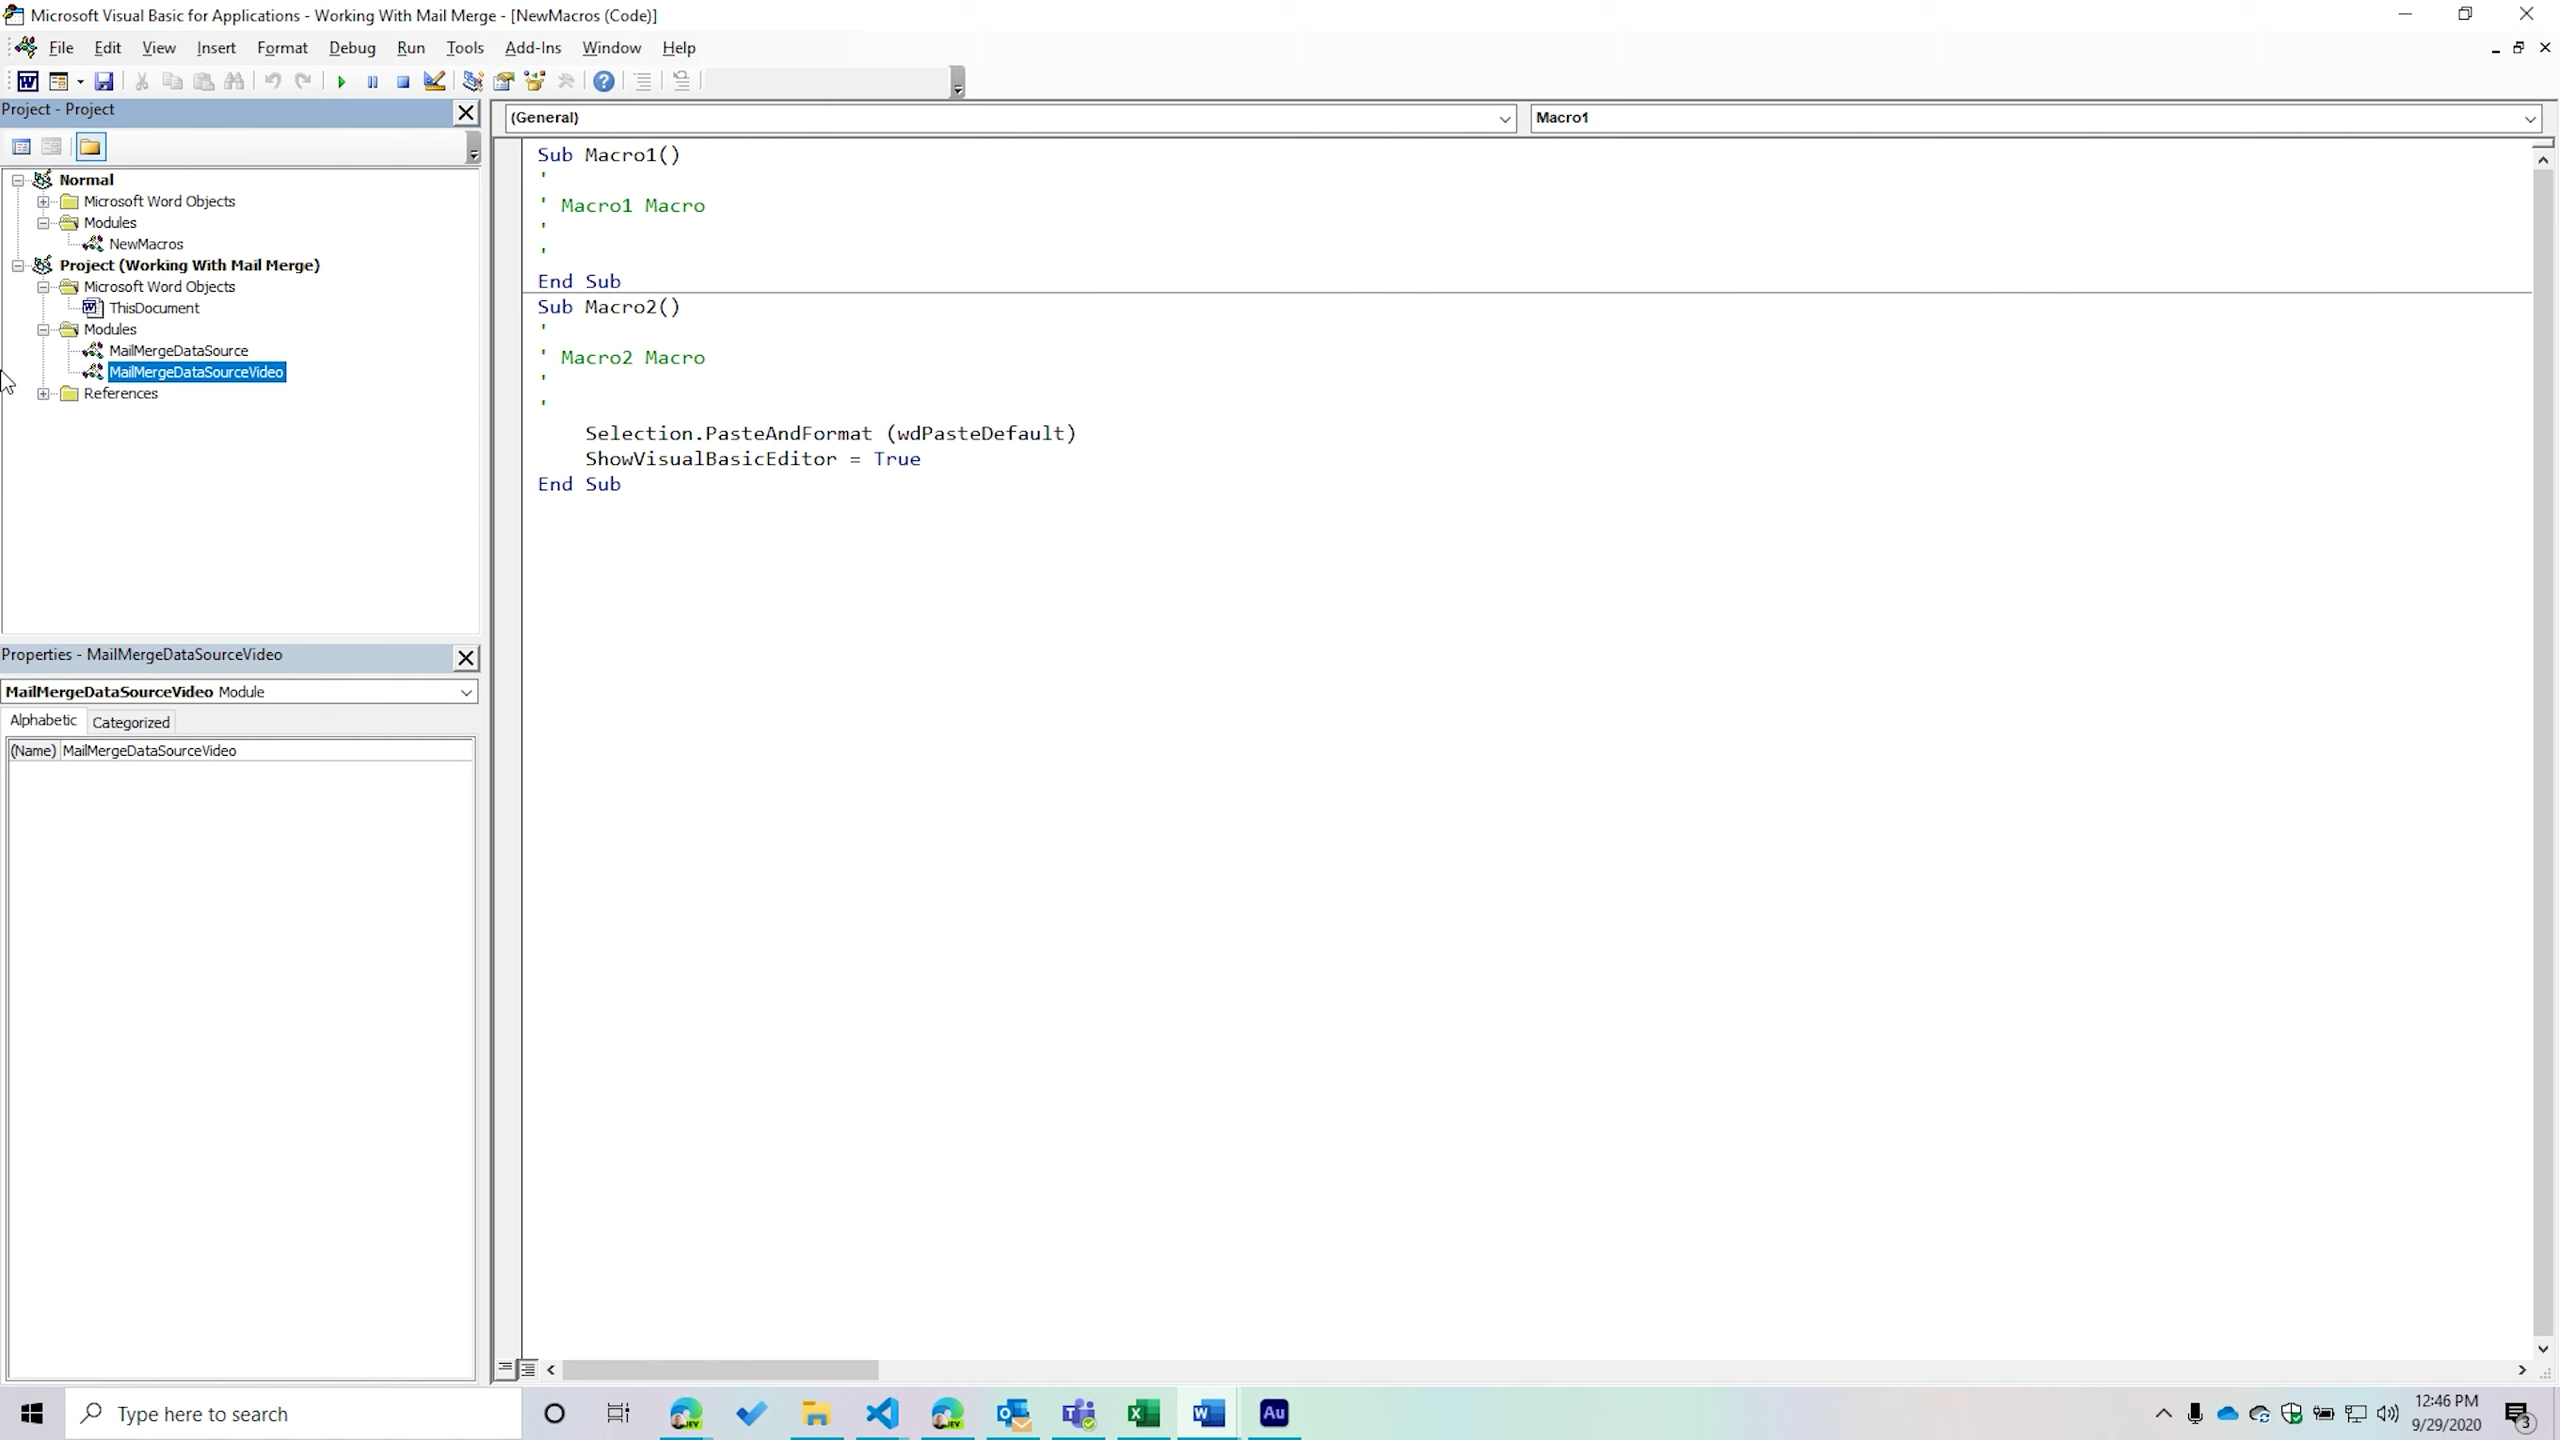 Microsoft Visual Basic for Applications - Working With Mail Merge - [NewMacros (Code)]
File Edit View Insert Format Debug Run Tools Add-Ins Window Help
Project - Project
(General)
Macro1
Normal
Microsoft Word Objects
Modules
NewMacros
Project (Working With Mail Merge)
Microsoft Word Objects
ThisDocument
Modules
MailMergeDataSource
MailMergeDataSourceVideo
References
Sub Macro1()
'
' Macro1 Macro
'
'
End Sub
Sub Macro2()
'
' Macro2 Macro
'
'
Selection.PasteAndFormat (wdPasteDefault)
ShowVisualBasicEditor = True
End Sub
Properties - MailMergeDataSourceVideo
MailMergeDataSourceVideo Module
Alphabetic Categorized
(Name) MailMergeDataSourceVideo
Type here to search
JEV
JEV
Au
12:46 PM
9/29/2020
3